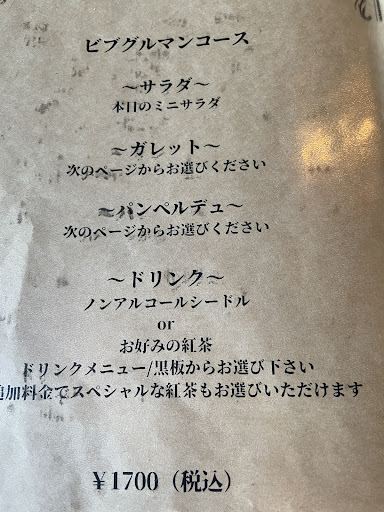 ビブグルマンコース
～サラダ～
本日のミニサラダ
～ガレット～
次のページからお選びください
～パンペルデュ～
次のページからお選びください
～ドリンク～
ノンアルコールシードル
or
お好みの紅茶
ドリンクメニュー/黒板からお選び下さい
追加料金でスペシャルな紅茶もお選びいただけます
￥1700（税込）